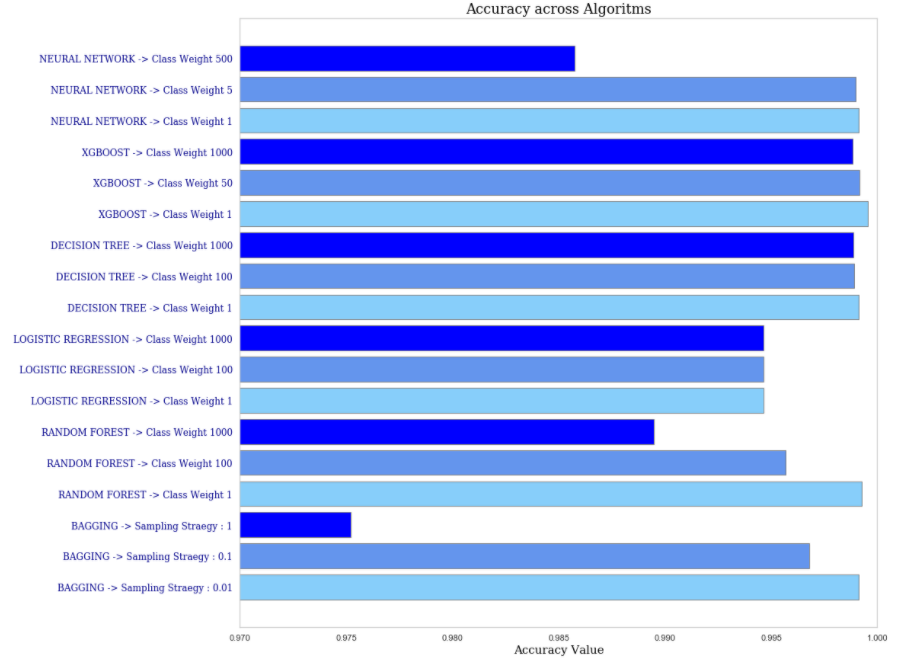 Accuracy across Algoritms
NEURAL NETWORK -> Class Weight 500
NEURAL NETWORK -> Class Weight 5
NEURAL NETWORK -> Class Weight 1
XGBOOST -> Class Weight 1000
XGBOOST -> Class Weight 50
XGBOOST -> Class Weight 1
DECISION TREE -> Class Weight 1000
DECISION TREE -> Class Weight 100
DECISION TREE -> Class Weight 1
LOGISTIC REGRESSION -> Class Weight 1000
LOGISTIC REGRESSION -> Class Weight 100
LOGISTIC REGRESSION -> Class Weight 1
RANDOM FOREST -> Class Weight 1000
RANDOM FOREST -> Class Weight 100
RANDOM FOREST -> Class Weight 1
BAGGING -> Sampling Straegy : 1
BAGGING -> Sampling Straegy : 0.1
BAGGING -> Sampling Straegy : 0.01
0.970 0.975 0.980 0.985 0.990 0.995 1.000
Accuracy Value